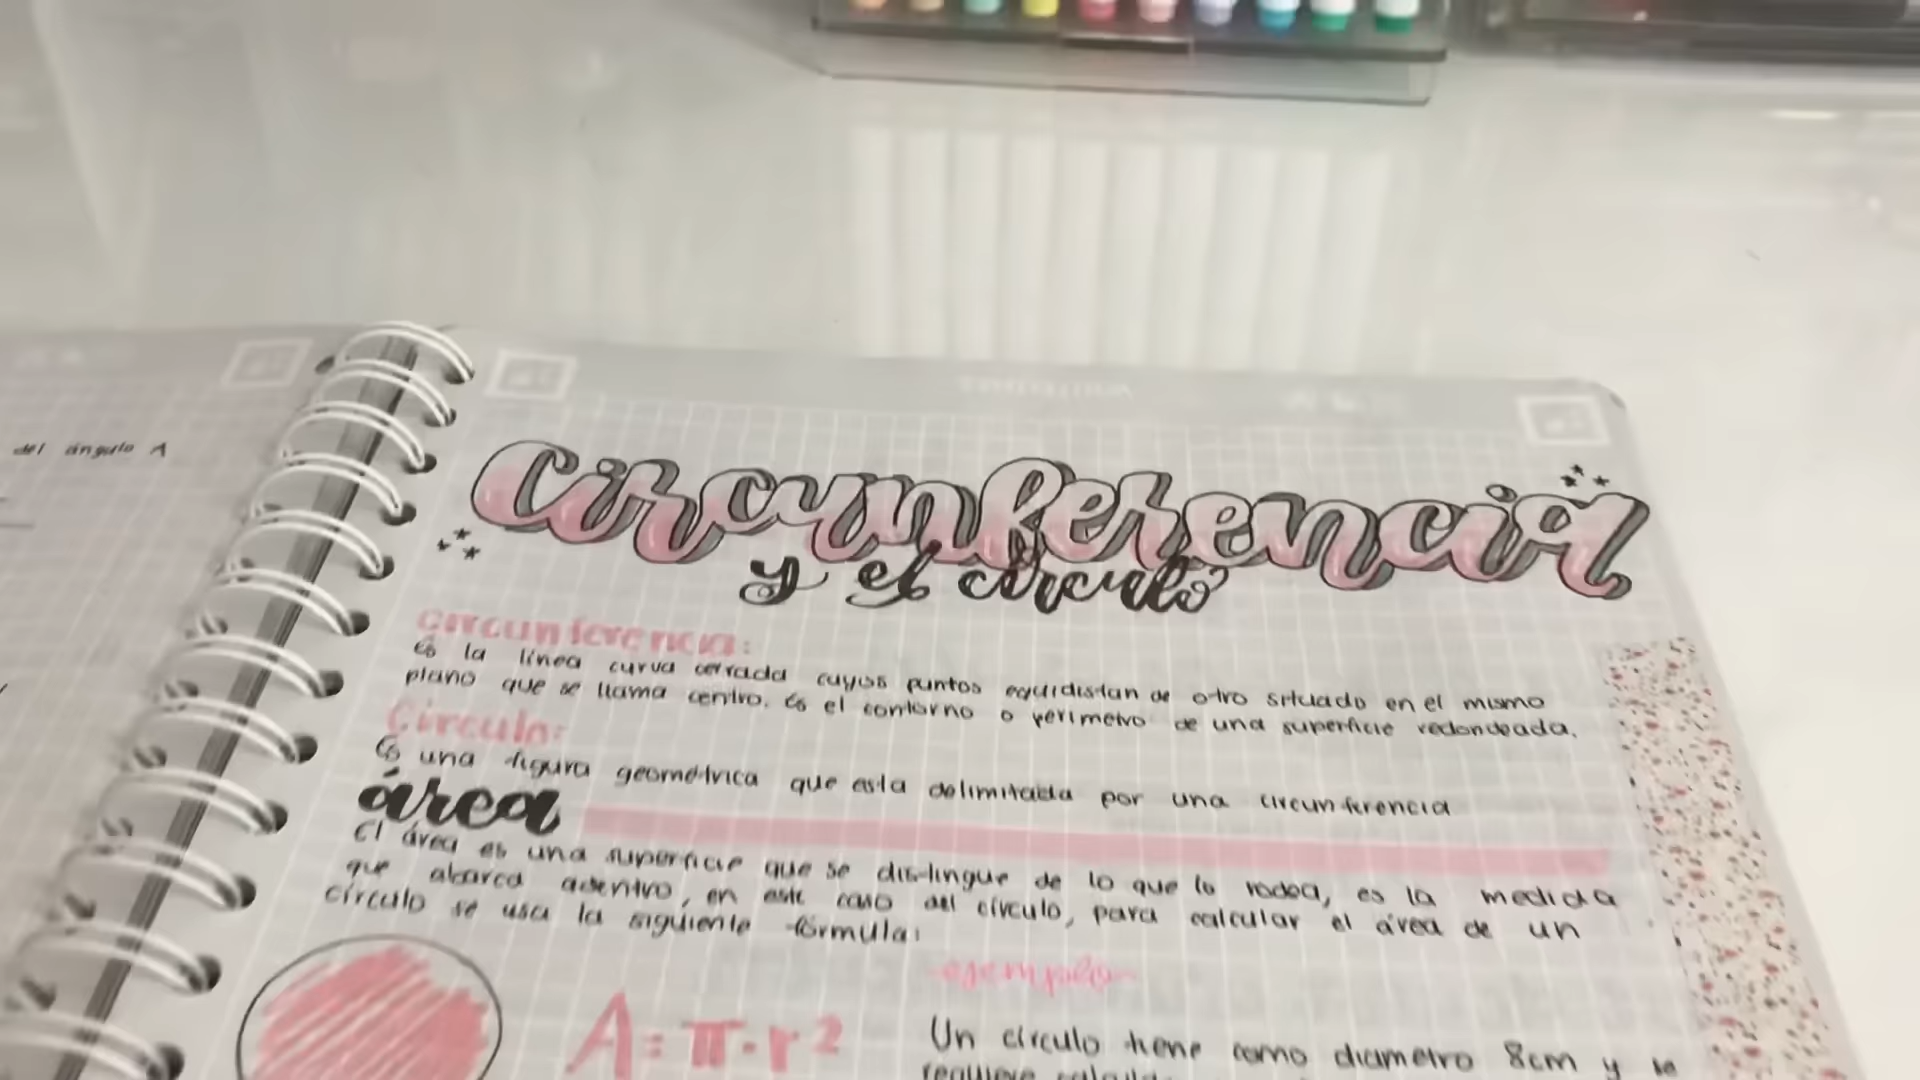 del ángulo A
circunferencia
y el círculo
circunferencia:
Es la línea curva cerrada cuyos puntos equidistan de otro situado en el mismo
plano que se llama centro. Es el contorno o perímetro de una superficie redondeada.
Círculo:
Es una figura geométrica que esta delimitada por una circunferencia
área
El área es una superficie que se distingue de lo que lo rodea, es la medida
que abarca adentro, en este caso del círculo, para calcular el área de un
círculo se usa la siguiente fórmula:
ejemplo
A = π · r²
Un círculo tiene como diametro 8cm y se
requiere